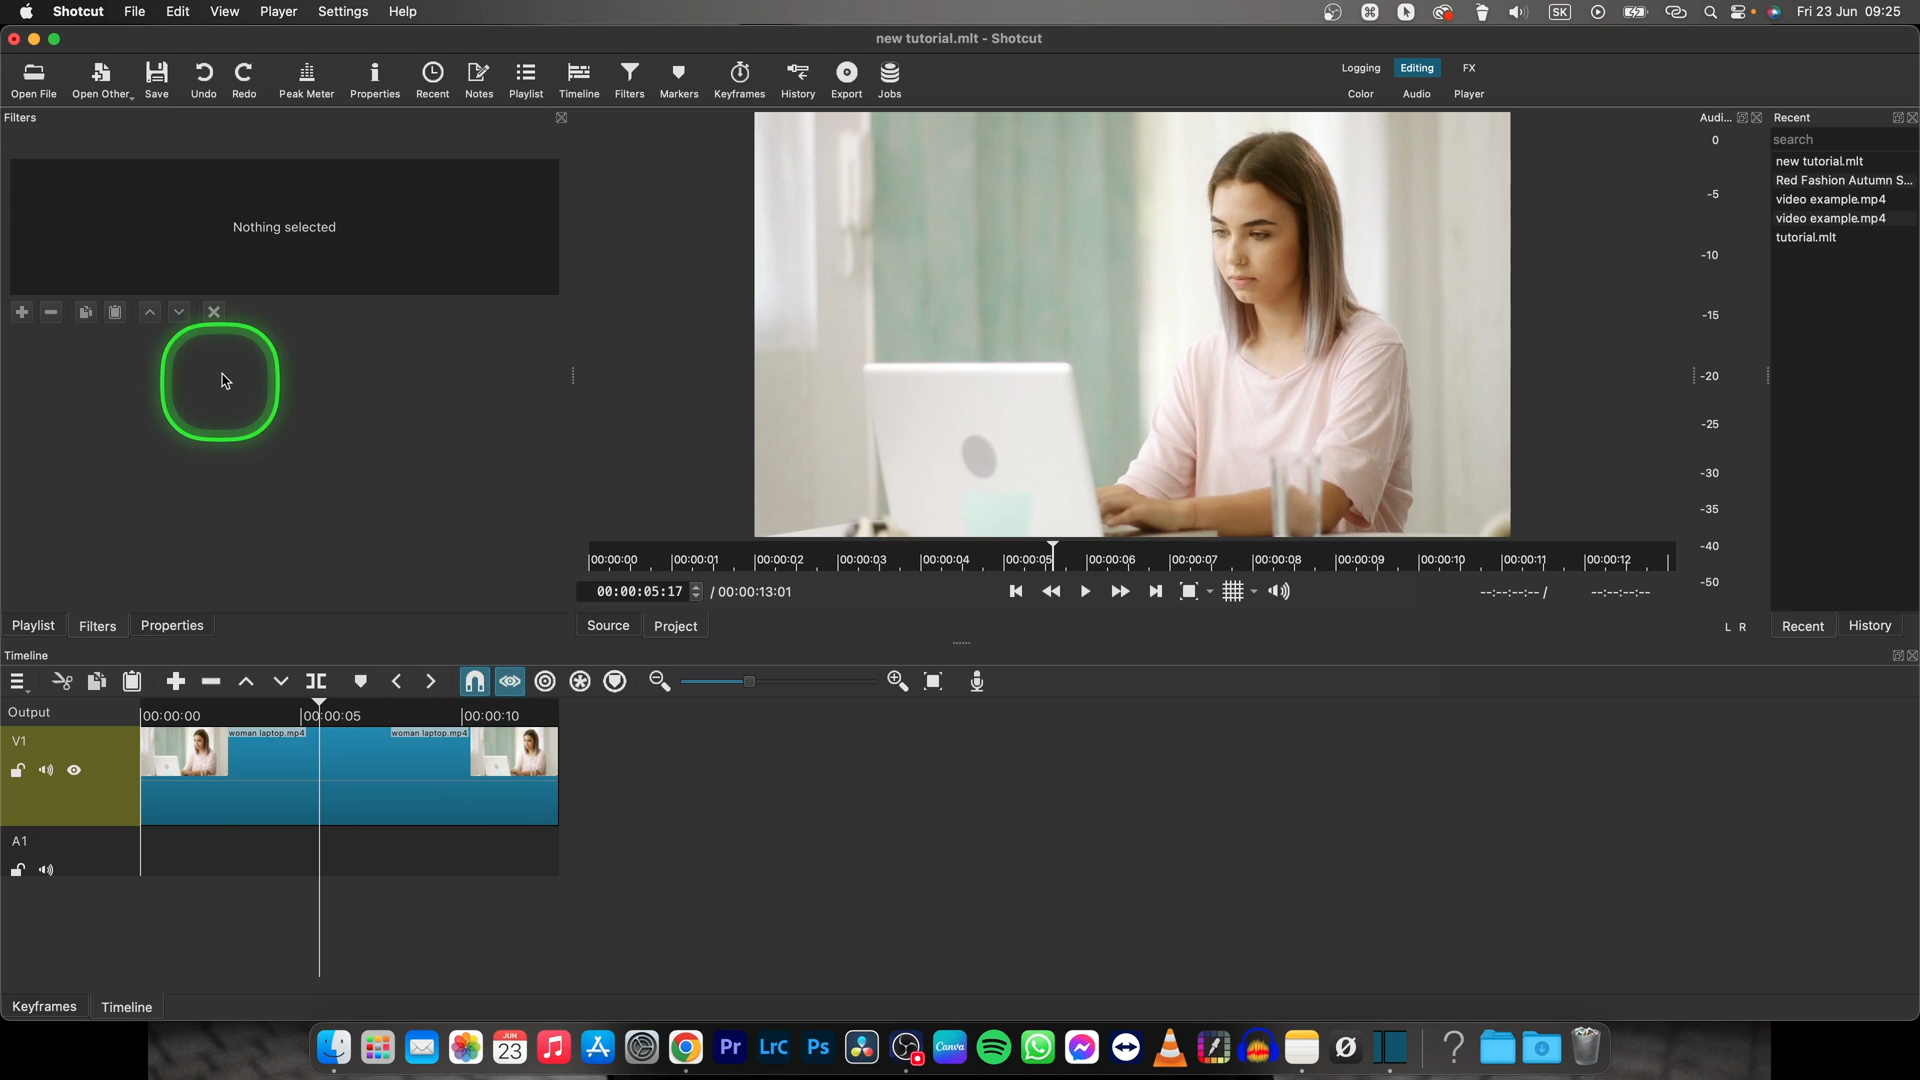 Shotcut File Edit View Player Settings Help
SK
Fri 23 Jun 09:25
new tutorial.mlt - Shotcut
Open File Open Other Save Undo Redo Peak Meter Properties Recent Notes Playlist Timeline Filters Markers Keyframes History Export Jobs
Logging Editing FX
Color Audio Player
Filters
Nothing selected
Audi...
0
-5
-10
-15
-20
-25
-30
-35
-40
-50
L R
Recent
search
new tutorial.mlt
Red Fashion Autumn S...
video example.mp4
video example.mp4
tutorial.mlt
00:00:00 00:00:01 00:00:02 00:00:03 00:00:04 00:00:05 00:00:06 00:00:07 00:00:08 00:00:09 00:00:10 00:00:11 00:00:12
00:00:05:17 / 00:00:13:01
--:--:--:-- / --:--:--:--
Playlist Filters Properties
Source Project
Recent History
Timeline
Output
00:00:00 00:00:05 00:00:10
V1
woman laptop.mp4 woman laptop.mp4
A1
Keyframes Timeline
JUN
23
Pr LrC Ps
Canva